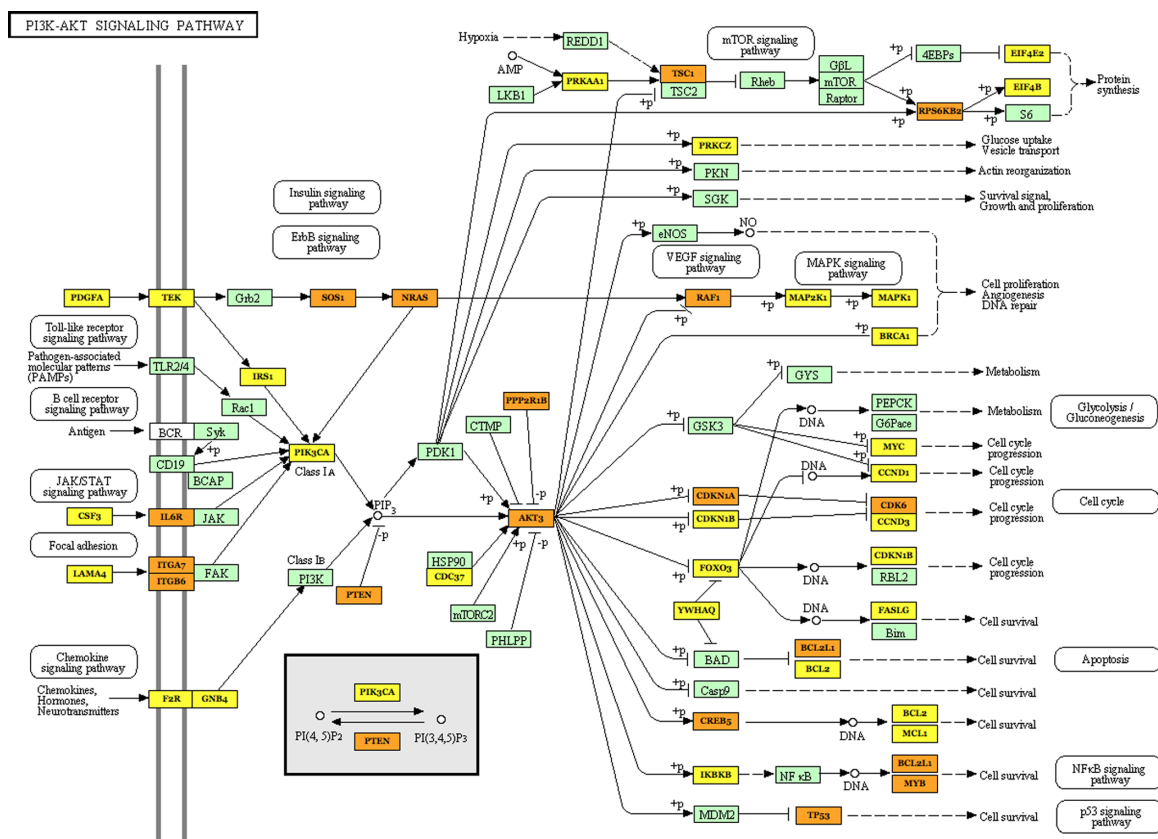 PI3K-AKT SIGNALING PATHWAY
Hypoxia
REDD1
mTOR signaling
pathway
AMP
LKB1
PRKAA1
TSC1
TSC2
+p
Rheb
GβL
mTOR
Raptor
+p
4EBPs
EIF4E2
+p
+p
RPS6KB2
+p
EIF4B
+p
S6
Protein
synthesis
+p
PRKCZ
Glucose uptake
Vesicle transport
+p
PKN
Actin reorganization
+p
SGK
Survival signal,
Growth and proliferation
Insulin signaling
pathway
ErbB signaling
pathway
+p
eNOS
NO
VEGF signaling
pathway
MAPK signaling
pathway
PDGFA
TEK
Grb2
SOS1
NRAS
RAF1
+p
+p
MAP2K1
+p
MAPK1
Cell proliferation
Angiogenesis
DNA repair
+p
BRCA1
Toll-like receptor
signaling pathway
Pathogen-associated
molecular patterns
(PAMPs)
TLR2/4
IRS1
Rac1
B cell receptor
signaling pathway
Antigen
BCR
Syk
+p
CD19
BCAP
PIK3CA
Class IA
+p
GYS
Metabolism
PPP2R1B
CTMP
PDK1
+p
-p
+p
GSK3
DNA
PEPCK
G6Pace
Metabolism
Glycolysis /
Gluconeogenesis
+p
MYC
Cell cycle
progression
+p
DNA
CCND1
Cell cycle
progression
JAK/STAT
signaling pathway
CSF3
IL6R
JAK
PIP3
-p
AKT3
+p
-p
+p
CDKN1A
+p
CDKN1B
CDK6
CCND3
Cell cycle
progression
Cell cycle
Focal adhesion
LAMA4
ITGA7
ITGB6
FAK
Class IB
PI3K
PTEN
HSP90
CDC37
mTORC2
PHLPP
+p
FOXO3
DNA
CDKN1B
RBL2
Cell cycle
progression
YWHAQ
DNA
FASLG
Bim
Cell survival
Chemokine
signaling pathway
Chemokines,
Hormones,
Neurotransmitters
F2R
GNB4
+p
BAD
BCL2L1
BCL2
Cell survival
Apoptosis
+p
Casp9
Cell survival
+p
CREB5
DNA
BCL2
MCL1
Cell survival
PIK3CA
PI(4, 5)P2
PI(3,4,5)P3
PTEN
+p
IKBKB
NFκB
DNA
BCL2L1
MYB
Cell survival
NFκB signaling
pathway
+p
MDM2
TP53
Cell survival
p53 signaling
pathway